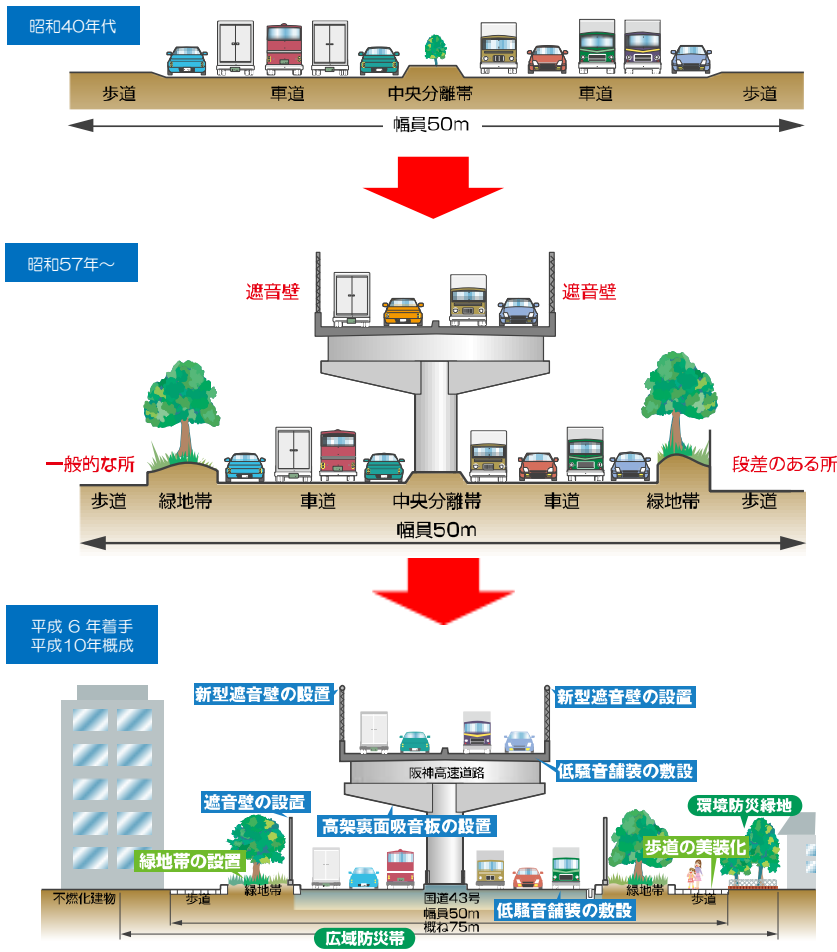 昭和40年代
歩道
車道
中央分離帯
車道
歩道
幅員50m
昭和57年～
遮音壁
遮音壁
一般的な所
段差のある所
歩道
緑地帯
車道
中央分離帯
車道
緑地帯
歩道
幅員50m
平成 6 年着手
平成10年概成
新型遮音壁の設置
新型遮音壁の設置
阪神高速道路
低騒音舗装の敷設
遮音壁の設置
高架裏面吸音板の設置
環境防災緑地
緑地帯の設置
歩道の美装化
不燃化建物
歩道
緑地帯
国道43号
幅員50m
概ね75m
低騒音舗装の敷設
緑地帯
歩道
広域防災帯